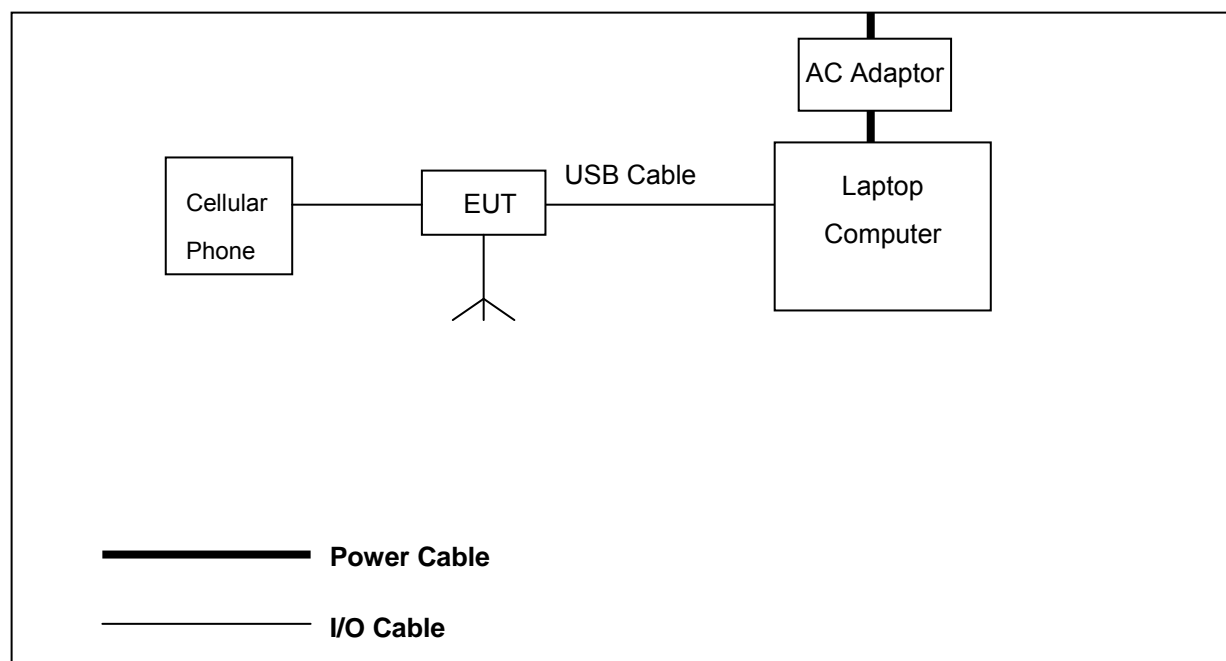 AC Adaptor
Cellular
Phone
EUT
USB Cable
Laptop
Computer
Power Cable
I/O Cable